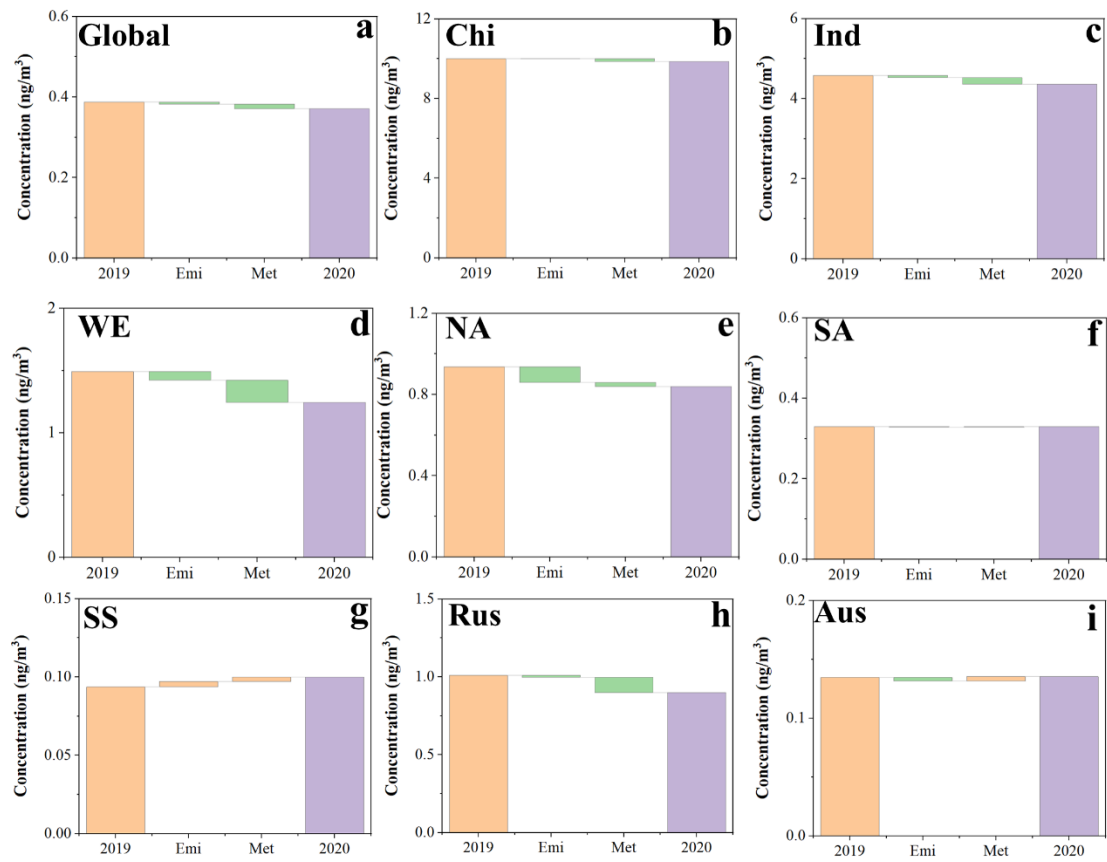 Global
a
Concentration (ng/m³)
0.6
0.4
0.2
0.0
2019 Emi Met 2020
Chi
b
Concentration (ng/m³)
12
8
4
0
2019 Emi Met 2020
Ind
c
Concentration (ng/m³)
6
4
2
0
2019 Emi Met 2020
WE
d
Concentration (ng/m³)
2
1
0
2019 Emi Met 2020
NA
e
Concentration (ng/m³)
1.2
0.8
0.4
0.0
2019 Emi Met 2020
SA
f
Concentration (ng/m³)
0.6
0.4
0.2
0.0
2019 Emi Met 2020
SS
g
Concentration (ng/m³)
0.15
0.10
0.05
0.00
2019 Emi Met 2020
Rus
h
Concentration (ng/m³)
1.5
1.0
0.5
0.0
2019 Emi Met 2020
Aus
i
Concentration (ng/m³)
0.2
0.1
0.0
2019 Emi Met 2020